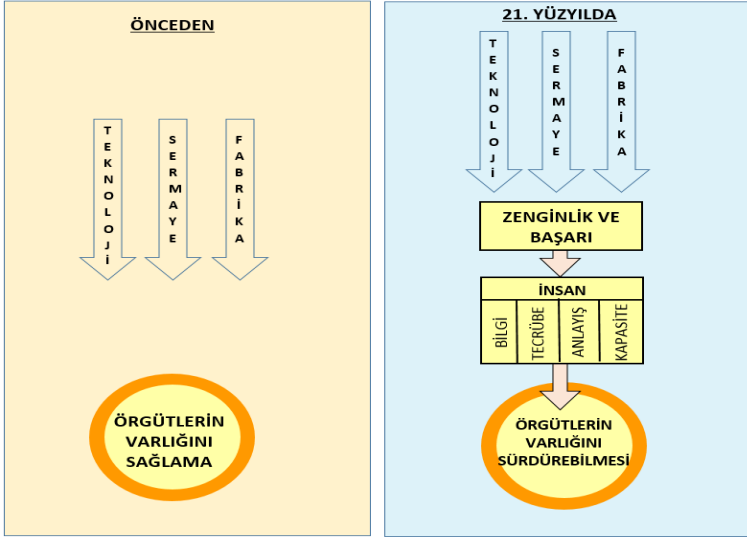 ÖNCEDEN
TEKNOLOJİ
SERMAYE
FABRİKA
ÖRGÜTLERİN
VARLIĞINI
SAĞLAMA
21. YÜZYILDA
TEKNOLOJİ
SERMAYE
FABRİKA
ZENGİNLİK VE
BAŞARI
İNSAN
BİLGİ
TECRÜBE
ANLAYIŞ
KAPASİTE
ÖRGÜTLERİN
VARLIĞINI
SÜRDÜREBİLMESİ